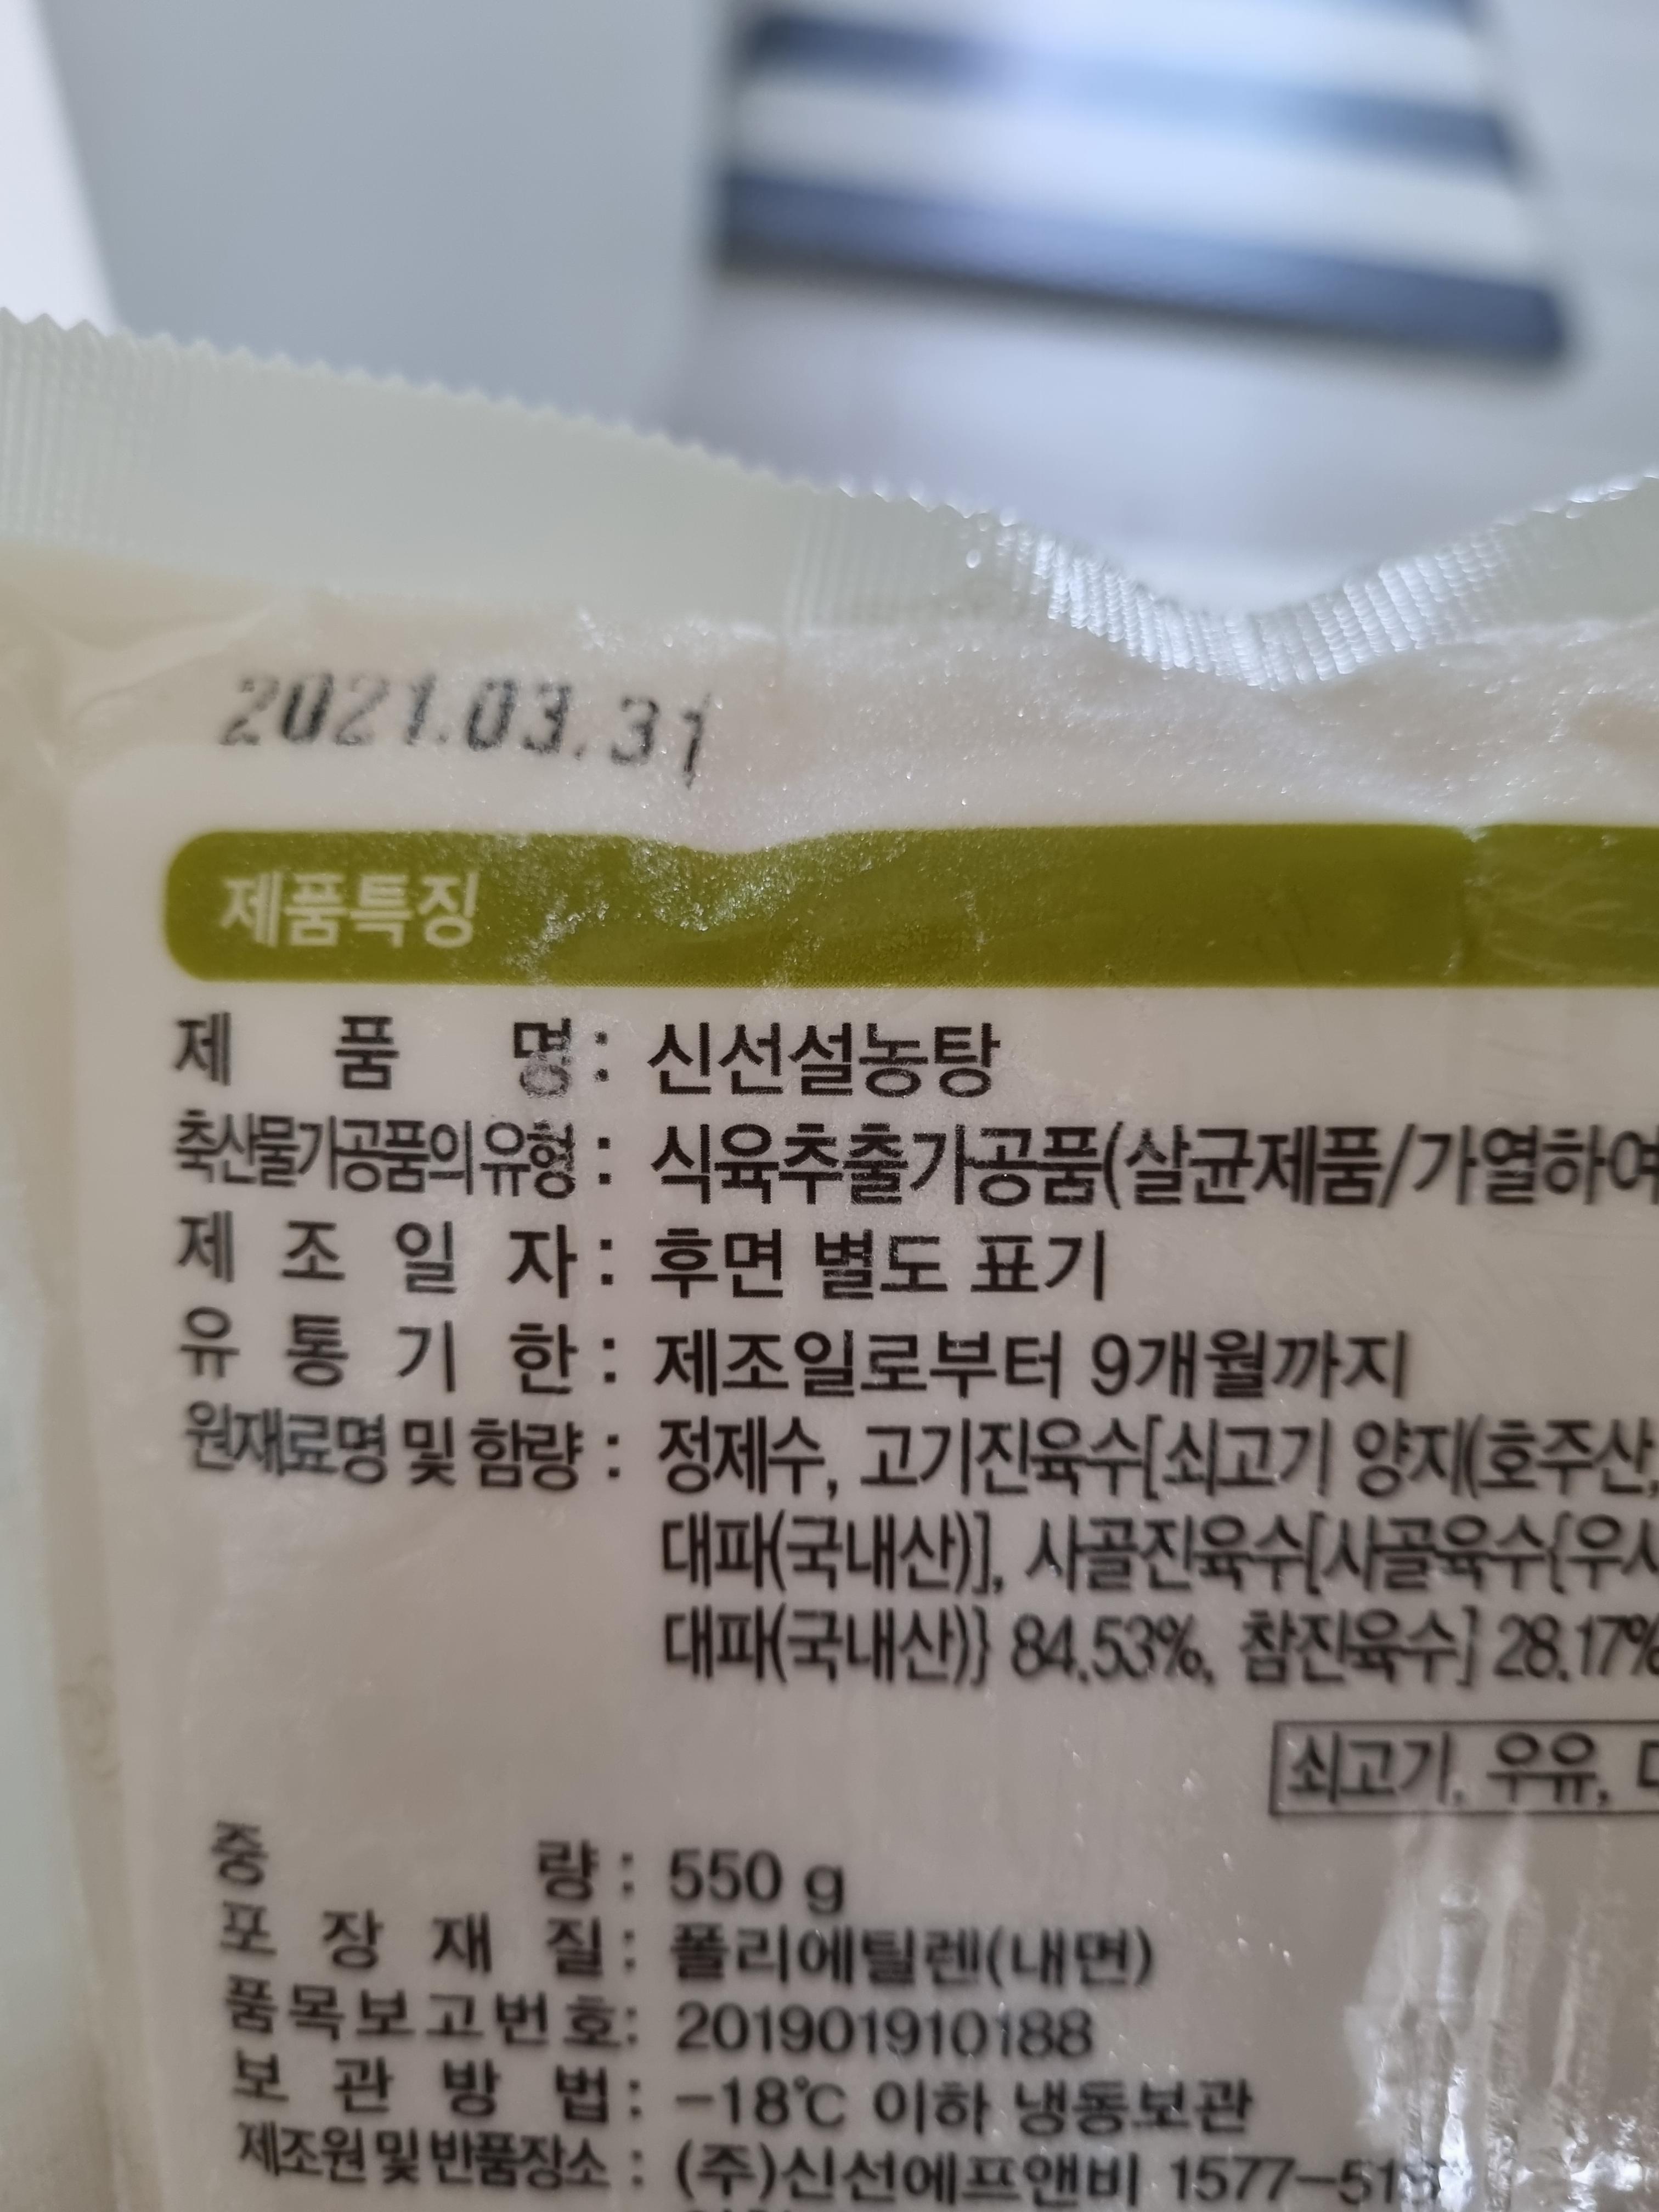 2021.03.31
제품특징
제 품 명 : 신선설농탕
축산물가공품의 유형 : 식육추출가공품(살균제품/가열하여
제 조 일 자 : 후면 별도 표기
유 통 기 한 : 제조일로부터 9개월까지
원재료명 및 함량 : 정제수, 고기진육수[쇠고기 양지(호주산,
대파(국내산)], 사골진육수[사골육수{우사
대파(국내산)} 84.53%, 참진육수] 28.17%
쇠고기, 우유,
중 량 : 550 g
포 장 재 질 : 폴리에틸렌(내면)
품목보고번호 : 201901910188
보 관 방 법 : -18℃ 이하 냉동보관
제조원 및 반품장소 : (주)신선에프앤비 1577-515